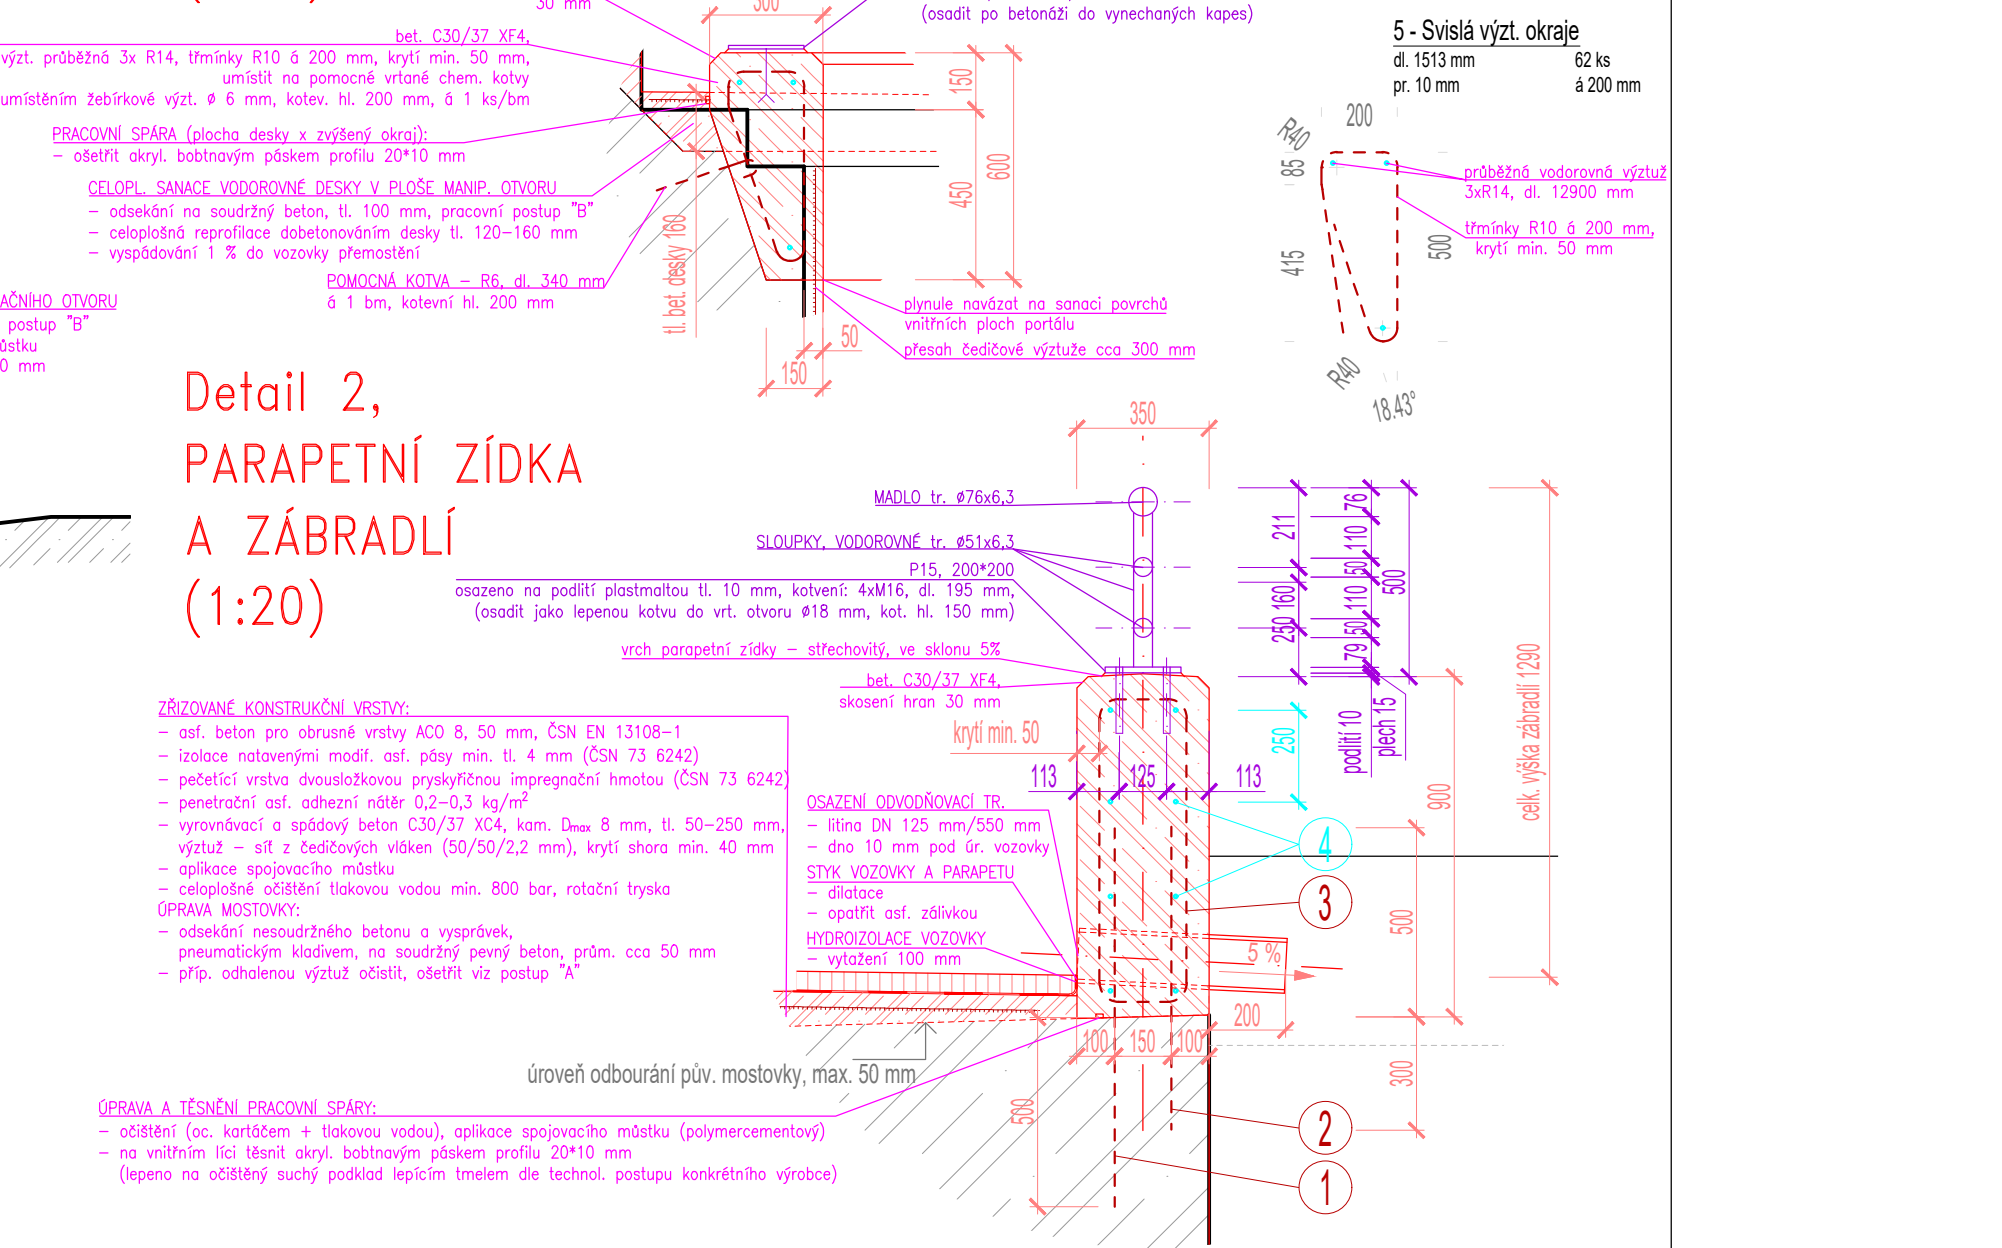 30 mm
300
(osadit po betonáži do vynechaných kapes)
bet. C30/37 XF4,
výzt. průběžná 3x R14, třmínky R10 á 200 mm, krytí min. 50 mm,
umístit na pomocné vrtané chem. kotvy
umístěním žebírkové výzt. ø 6 mm, kotev. hl. 200 mm, á 1 ks/bm
PRACOVNÍ SPÁRA (plocha desky x zvýšený okraj):
– ošetřit akryl. bobtnavým páskem profilu 20*10 mm
CELOPL. SANACE VODOROVNÉ DESKY V PLOŠE MANIP. OTVORU
– odsekání na soudržný beton, tl. 100 mm, pracovní postup "B"
– celoplošná reprofilace dobetonováním desky tl. 120–160 mm
– vyspádování 1 % do vozovky přemostění
POMOCNÁ KOTVA – R6, dl. 340 mm
á 1 bm, kotevní hl. 200 mm
AČNÍHO OTVORU
postup "B"
ůstku
0 mm
tl. bet. desky 160
150
450
600
50
150
plynule navázat na sanaci povrchů
vnitřních ploch portálu
přesah čedičové výztuže cca 300 mm
5 - Svislá výzt. okraje
dl. 1513 mm 62 ks
pr. 10 mm á 200 mm
200
R40
85
415
500
R40
18.43°
průběžná vodorovná výztuž
3xR14, dl. 12900 mm
třmínky R10 á 200 mm,
krytí min. 50 mm
Detail 2,
PARAPETNÍ ZÍDKA
A ZÁBRADLÍ
(1:20)
350
MADLO tr. ø76x6,3
SLOUPKY, VODOROVNÉ tr. ø51x6,3
P15, 200*200
osazeno na podlití plastmaltou tl. 10 mm, kotvení: 4xM16, dl. 195 mm,
(osadit jako lepenou kotvu do vrt. otvoru ø18 mm, kot. hl. 150 mm)
vrch parapetní zídky – střechovitý, ve sklonu 5%
bet. C30/37 XF4,
skosení hran 30 mm
krytí min. 50
113
125
113
211
160
250
76
110
50
110
50
79
500
podlití 10
plech 15
250
900
celk. výška zábradlí 1290
ZŘIZOVANÉ KONSTRUKČNÍ VRSTVY:
– asf. beton pro obrusné vrstvy ACO 8, 50 mm, ČSN EN 13108–1
– izolace natavenými modif. asf. pásy min. tl. 4 mm (ČSN 73 6242)
– pečetící vrstva dvousložkovou pryskyřičnou impregnační hmotou (ČSN 73 6242)
– penetrační asf. adhezní nátěr 0,2–0,3 kg/m²
– vyrovnávací a spádový beton C30/37 XC4, kam. Dmax 8 mm, tl. 50–250 mm,
výztuž – síť z čedičových vláken (50/50/2,2 mm), krytí shora min. 40 mm
– aplikace spojovacího můstku
– celoplošné očištění tlakovou vodou min. 800 bar, rotační tryska
ÚPRAVA MOSTOVKY:
– odsekání nesoudržného betonu a vysprávek,
pneumatickým kladivem, na soudržný pevný beton, prům. cca 50 mm
– příp. odhalenou výztuž očistit, ošetřit viz postup "A"
OSAZENÍ ODVODŇOVACÍ TR.
– litina DN 125 mm/550 mm
– dno 10 mm pod úr. vozovky
STYK VOZOVKY A PARAPETU
– dilatace
– opatřit asf. zálivkou
HYDROIZOLACE VOZOVKY
– vytažení 100 mm
4
3
500
5 %
200
100
150
100
300
500
2
1
úroveň odbourání pův. mostovky, max. 50 mm
ÚPRAVA A TĚSNĚNÍ PRACOVNÍ SPÁRY:
– očištění (oc. kartáčem + tlakovou vodou), aplikace spojovacího můstku (polymercementový)
– na vnitřním líci těsnit akryl. bobtnavým páskem profilu 20*10 mm
(lepeno na očištěný suchý podklad lepícím tmelem dle technol. postupu konkrétního výrobce)